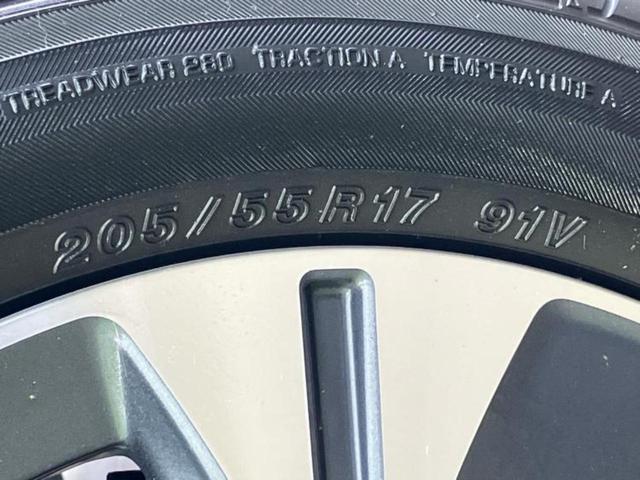 TREADWEAR 280 TRACTION A TEMPERATURE A
205/55R17 91V